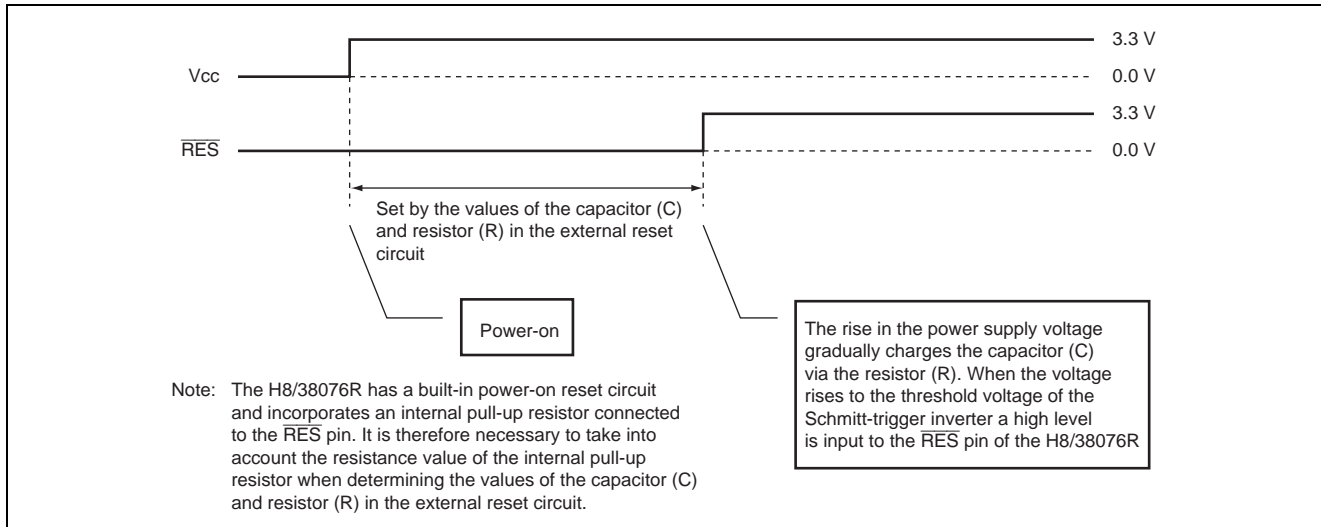 3.3 V
Vcc
0.0 V
3.3 V
RES
0.0 V
Set by the values of the capacitor (C)
and resistor (R) in the external reset
circuit
Power-on
The rise in the power supply voltage
gradually charges the capacitor (C)
via the resistor (R). When the voltage
rises to the threshold voltage of the
Schmitt-trigger inverter a high level
is input to the RES pin of the H8/38076R
Note: The H8/38076R has a built-in power-on reset circuit
and incorporates an internal pull-up resistor connected
to the RES pin. It is therefore necessary to take into
account the resistance value of the internal pull-up
resistor when determining the values of the capacitor (C)
and resistor (R) in the external reset circuit.